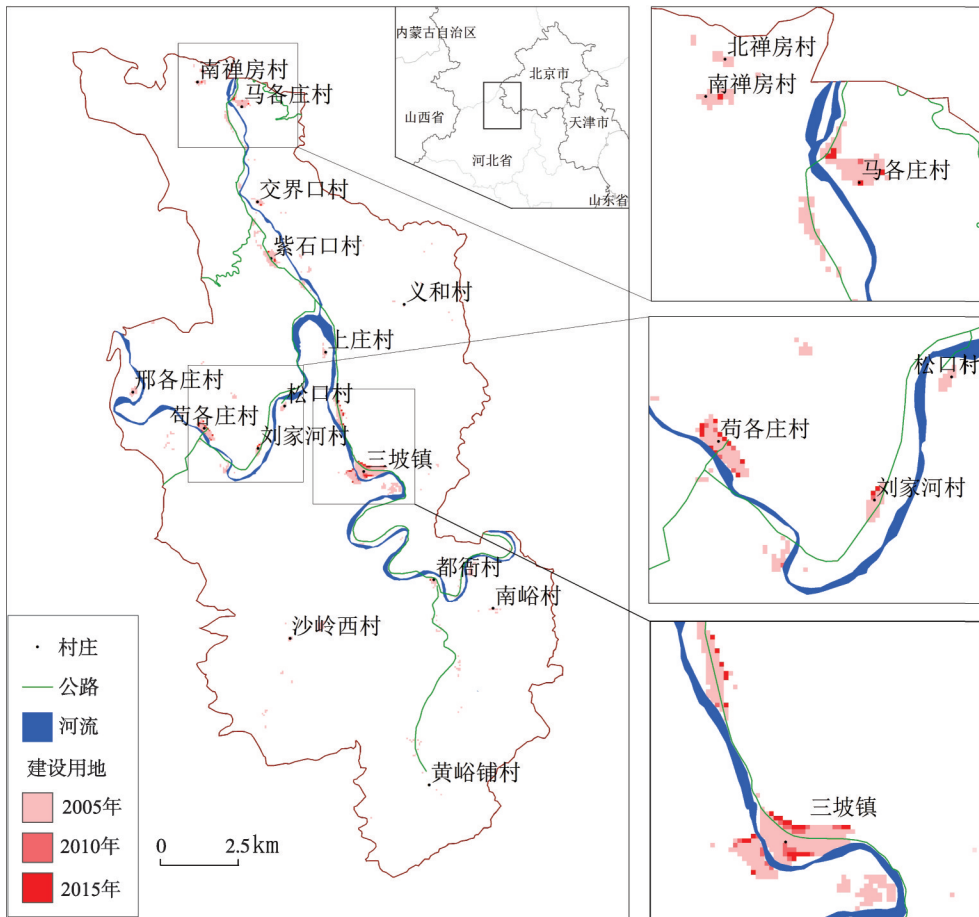 内蒙古自治区
北京市
天津市
山西省
河北省
山东省
南禅房村
马各庄村
交界口村
紫石口村
义和村
上庄村
邢各庄村
松口村
苟各庄村
刘家河村
三坡镇
都衙村
南峪村
沙岭西村
黄峪铺村
村庄
公路
河流
建设用地
2005年
2010年
2015年
0 2.5km
北禅房村
南禅房村
马各庄村
松口村
苟各庄村
刘家河村
三坡镇